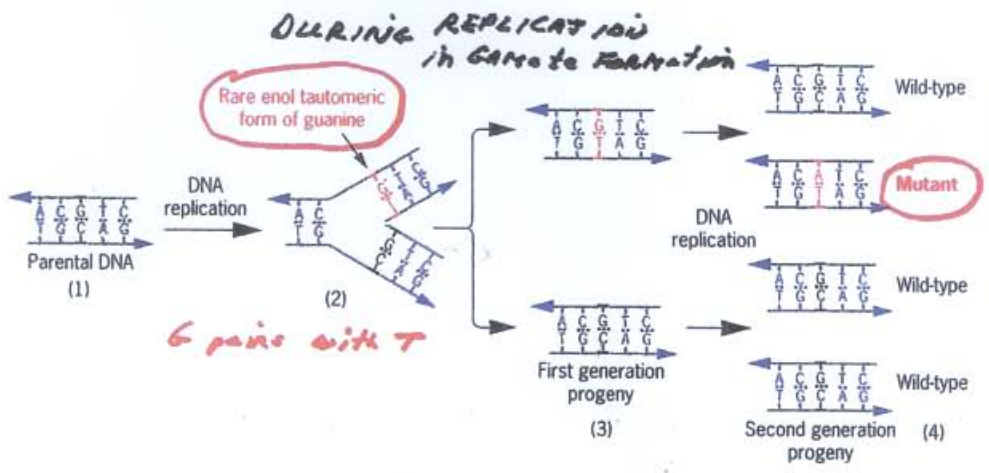 DURING REPLICATION
in GAMete FORMAtion
Rare enol tautomeric
form of guanine
A C G T C
T G C A G
Parental DNA
(1)
DNA
replication
A C
T G
G T C
T A G
G T C
C A G
(2)
G pairs with T
A C G T C
T G T A G
A C G T C
T G C A G
First generation
progeny
(3)
DNA
replication
A C G T C
T G C A G
Wild-type
A C A T C
T G T A G
Mutant
A C G T C
T G C A G
Wild-type
A C G T C
T G C A G
Wild-type
Second generation
progeny
(4)